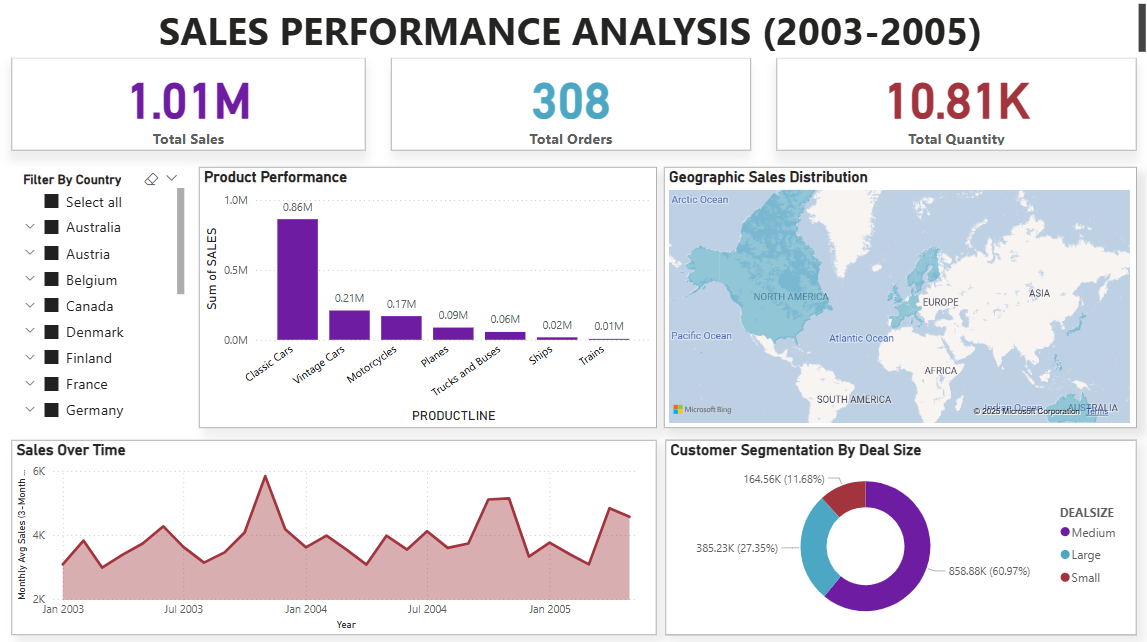 SALES PERFORMANCE ANALYSIS (2003-2005)
1.01M
Total Sales
308
Total Orders
10.81K
Total Quantity
Filter By Country
Select all
Australia
Austria
Belgium
Canada
Denmark
Finland
France
Germany
Product Performance
Sum of SALES
1.0M
0.5M
0.0M
0.86M
0.21M
0.17M
0.09M
0.06M
0.02M
0.01M
Classic Cars
Vintage Cars
Motorcycles
Planes
Trucks and Buses
Ships
Trains
PRODUCTLINE
Geographic Sales Distribution
Arctic Ocean
NORTH AMERICA
EUROPE
ASIA
Pacific Ocean
Atlantic Ocean
AFRICA
SOUTH AMERICA
Indian Ocean
AUSTRALIA
Microsoft Bing
© 2025 Microsoft Corporation Terms
Sales Over Time
Monthly Avg Sales (3-Month ...
6K
4K
2K
Jan 2003
Jul 2003
Jan 2004
Jul 2004
Jan 2005
Year
Customer Segmentation By Deal Size
164.56K (11.68%)
385.23K (27.35%)
858.88K (60.97%)
DEALSIZE
Medium
Large
Small